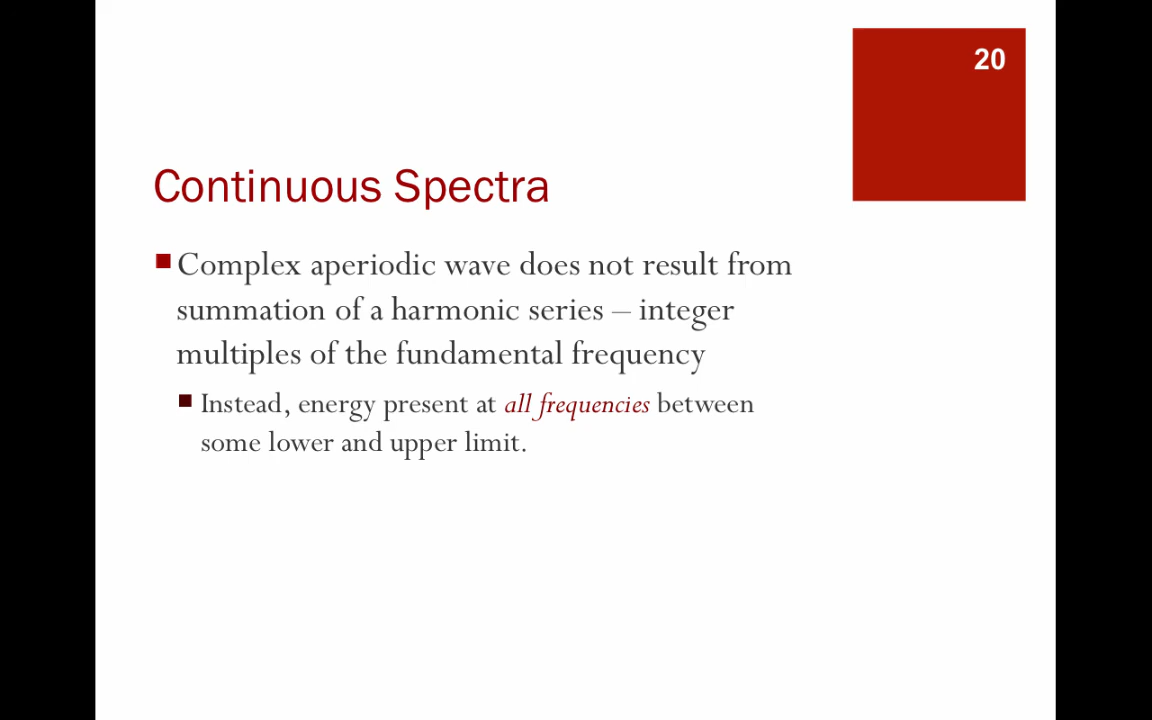 20
Continuous Spectra
Complex aperiodic wave does not result from
summation of a harmonic series – integer
multiples of the fundamental frequency
Instead, energy present at all frequencies between
some lower and upper limit.